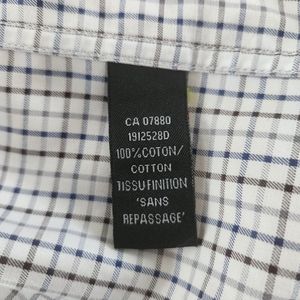 CA 07880
1912528D
100%COTON/
COTTON
TISSU FINITION
'SANS
REPASSAGE'